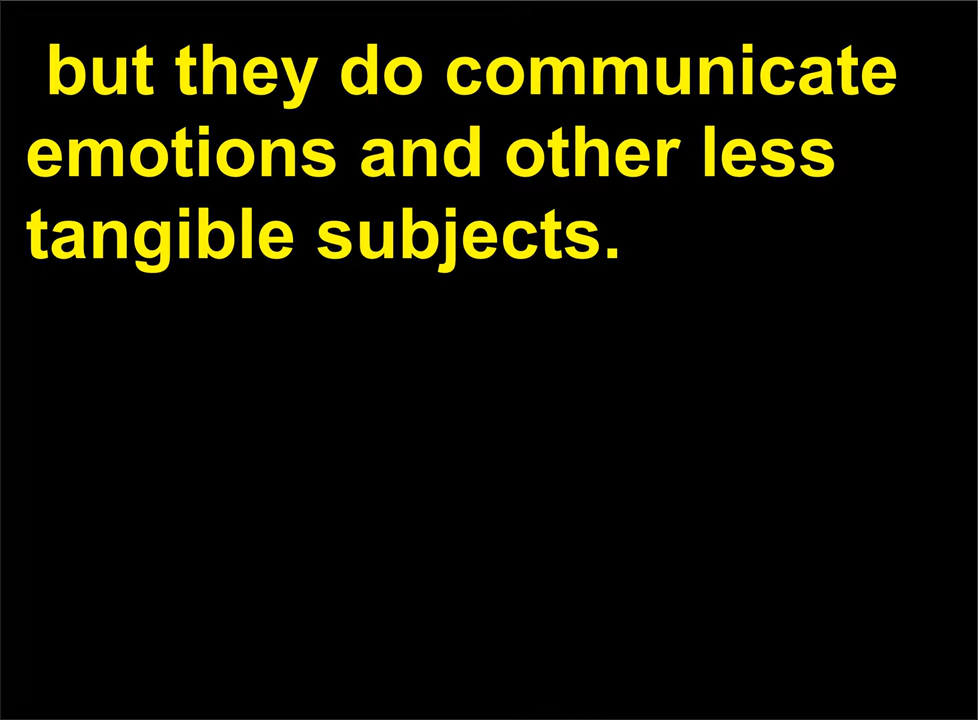 but they do communicate
emotions and other less
tangible subjects.